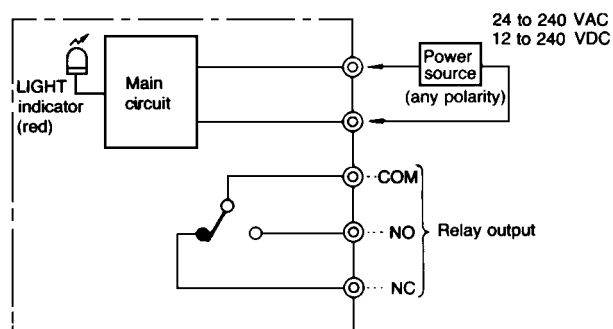 24 to 240 VAC
12 to 240 VDC
Power
source
(any polarity)
LIGHT
indicator
(red)
Main
circuit
COM
NO
NC
Relay output